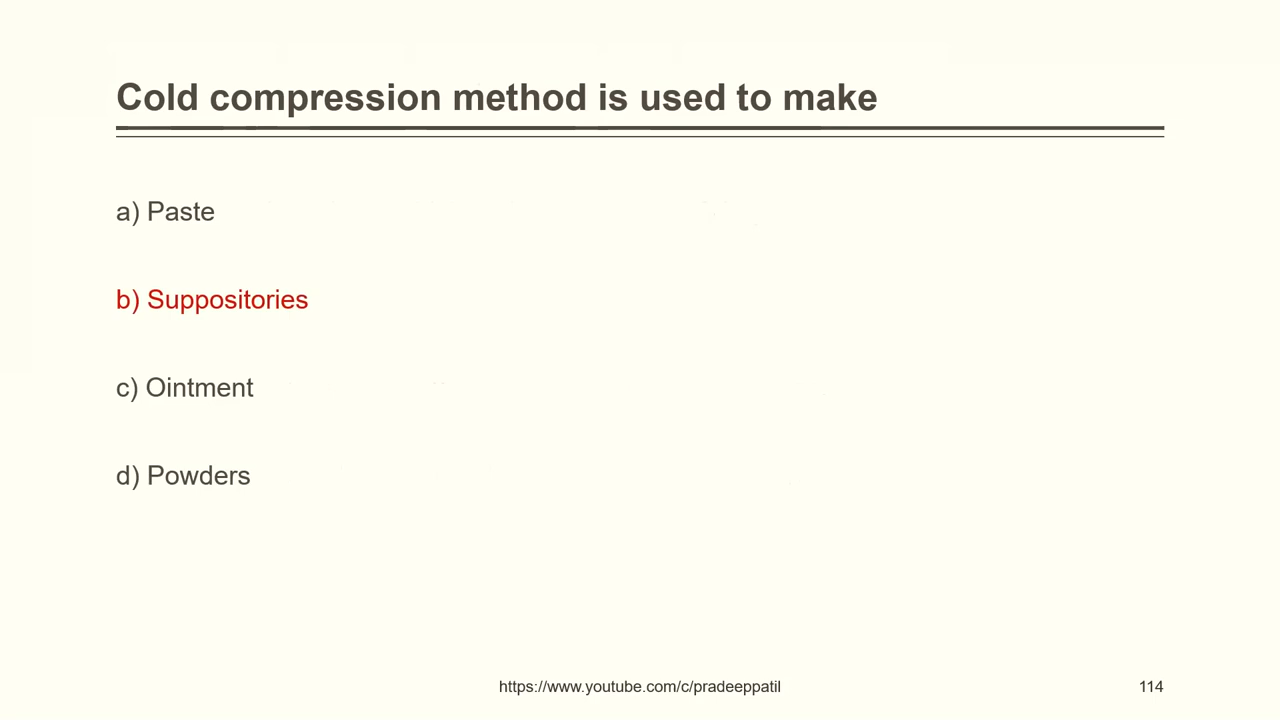 Cold compression method is used to make
a) Paste
b) Suppositories
c) Ointment
d) Powders
https://www.youtube.com/c/pradeeppatil
114